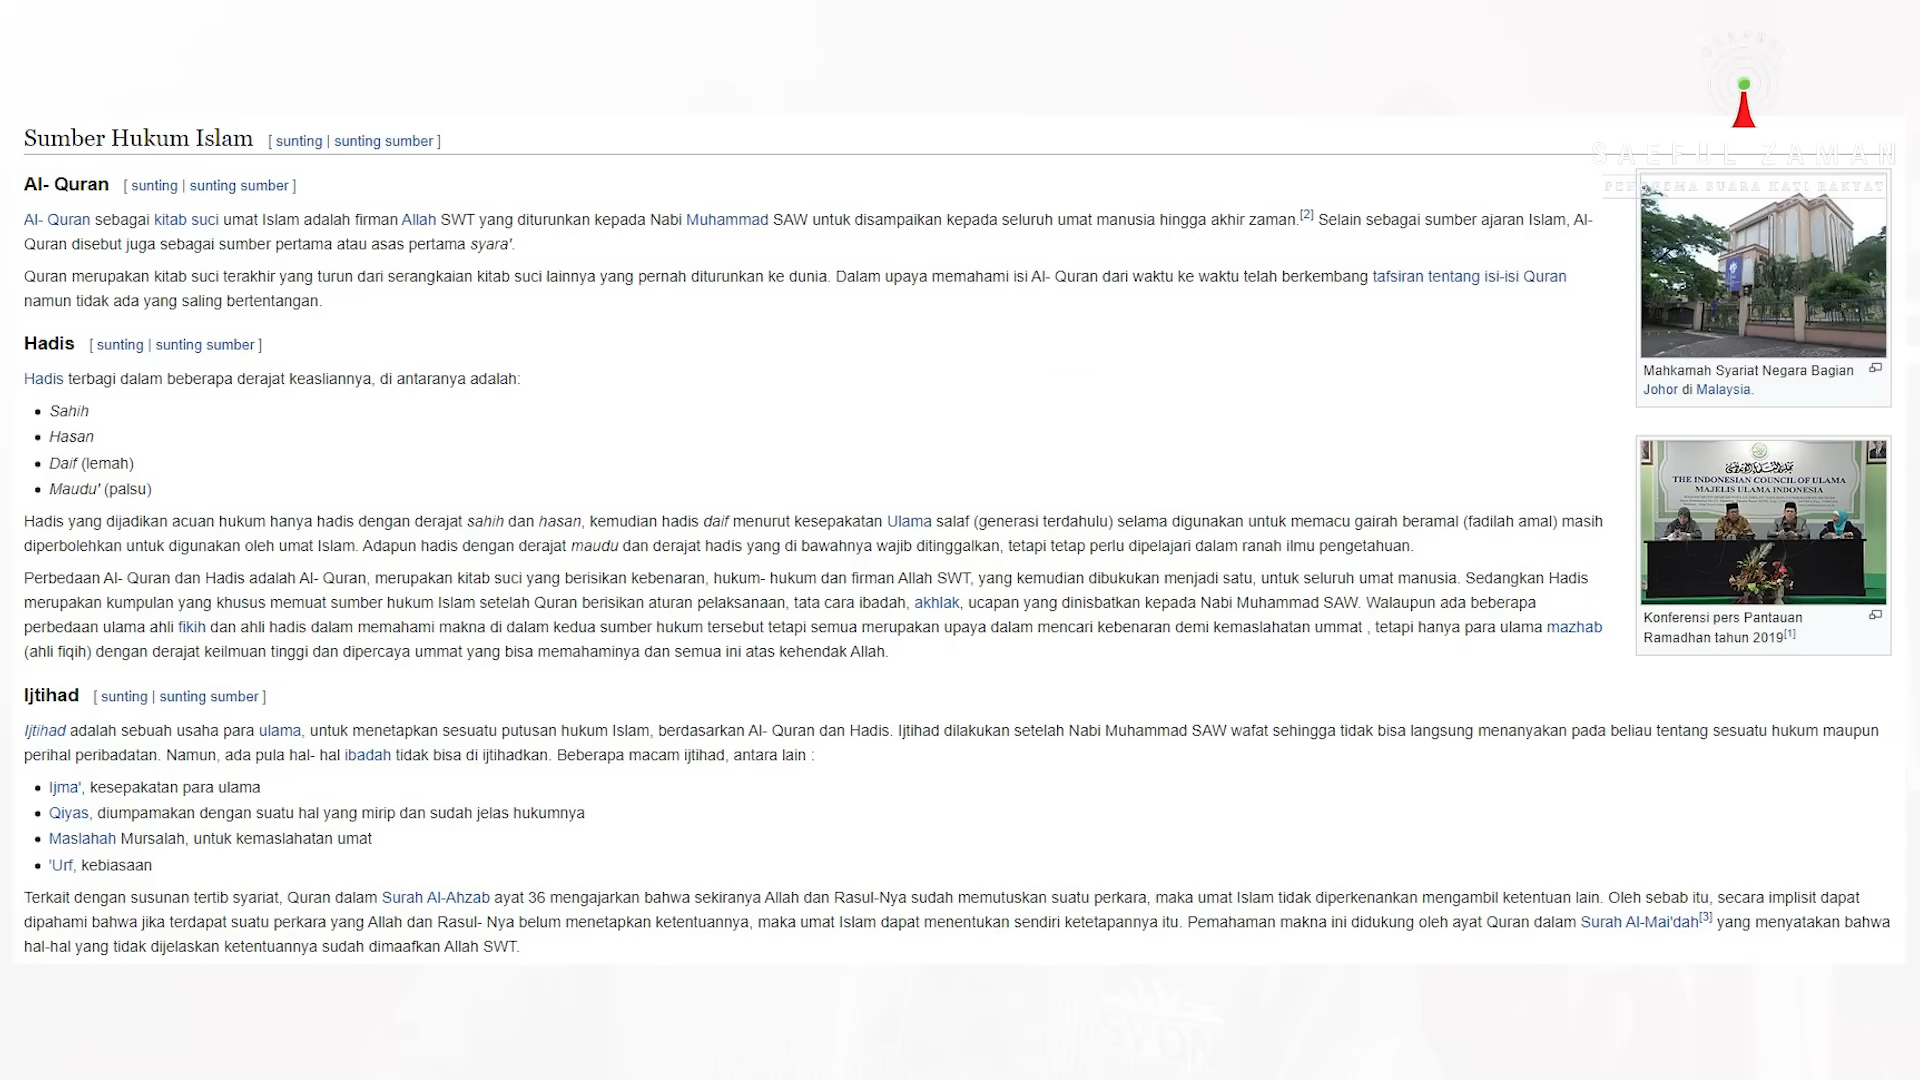 Sumber Hukum Islam [ sunting | sunting sumber ]
Al- Quran [ sunting | sunting sumber ]
Al- Quran sebagai kitab suci umat Islam adalah firman Allah SWT yang diturunkan kepada Nabi Muhammad SAW untuk disampaikan kepada seluruh umat manusia hingga akhir zaman.[2] Selain sebagai sumber ajaran Islam, Al-
Quran disebut juga sebagai sumber pertama atau asas pertama syara'.
Quran merupakan kitab suci terakhir yang turun dari serangkaian kitab suci lainnya yang pernah diturunkan ke dunia. Dalam upaya memahami isi Al- Quran dari waktu ke waktu telah berkembang tafsiran tentang isi-isi Quran
namun tidak ada yang saling bertentangan.
Hadis [ sunting | sunting sumber ]
Hadis terbagi dalam beberapa derajat keasliannya, di antaranya adalah:
• Sahih
• Hasan
• Daif (lemah)
• Maudu' (palsu)
Hadis yang dijadikan acuan hukum hanya hadis dengan derajat sahih dan hasan, kemudian hadis daif menurut kesepakatan Ulama salaf (generasi terdahulu) selama digunakan untuk memacu gairah beramal (fadilah amal) masih
diperbolehkan untuk digunakan oleh umat Islam. Adapun hadis dengan derajat maudu dan derajat hadis yang di bawahnya wajib ditinggalkan, tetapi tetap perlu dipelajari dalam ranah ilmu pengetahuan.
Perbedaan Al- Quran dan Hadis adalah Al- Quran, merupakan kitab suci yang berisikan kebenaran, hukum- hukum dan firman Allah SWT, yang kemudian dibukukan menjadi satu, untuk seluruh umat manusia. Sedangkan Hadis
merupakan kumpulan yang khusus memuat sumber hukum Islam setelah Quran berisikan aturan pelaksanaan, tata cara ibadah, akhlak, ucapan yang dinisbatkan kepada Nabi Muhammad SAW. Walaupun ada beberapa
perbedaan ulama ahli fikih dan ahli hadis dalam memahami makna di dalam kedua sumber hukum tersebut tetapi semua merupakan upaya dalam mencari kebenaran demi kemaslahatan ummat , tetapi hanya para ulama mazhab
(ahli fiqih) dengan derajat keilmuan tinggi dan dipercaya ummat yang bisa memahaminya dan semua ini atas kehendak Allah.
Ijtihad [ sunting | sunting sumber ]
Ijtihad adalah sebuah usaha para ulama, untuk menetapkan sesuatu putusan hukum Islam, berdasarkan Al- Quran dan Hadis. Ijtihad dilakukan setelah Nabi Muhammad SAW wafat sehingga tidak bisa langsung menanyakan pada beliau tentang sesuatu hukum maupun
perihal peribadatan. Namun, ada pula hal- hal ibadah tidak bisa di ijtihadkan. Beberapa macam ijtihad, antara lain :
• Ijma', kesepakatan para ulama
• Qiyas, diumpamakan dengan suatu hal yang mirip dan sudah jelas hukumnya
• Maslahah Mursalah, untuk kemaslahatan umat
• 'Urf, kebiasaan
Terkait dengan susunan tertib syariat, Quran dalam Surah Al-Ahzab ayat 36 mengajarkan bahwa sekiranya Allah dan Rasul-Nya sudah memutuskan suatu perkara, maka umat Islam tidak diperkenankan mengambil ketentuan lain. Oleh sebab itu, secara implisit dapat
dipahami bahwa jika terdapat suatu perkara yang Allah dan Rasul- Nya belum menetapkan ketentuannya, maka umat Islam dapat menentukan sendiri ketetapannya itu. Pemahaman makna ini didukung oleh ayat Quran dalam Surah Al-Mai'dah[3] yang menyatakan bahwa
hal-hal yang tidak dijelaskan ketentuannya sudah dimaafkan Allah SWT.
SAEFUL ZAMAN
PENGGEMA SUARA HATI RAKYAT
Mahkamah Syariat Negara Bagian
Johor di Malaysia.
THE INDONESIAN COUNCIL OF ULAMA
MAJELIS ULAMA INDONESIA
Konferensi pers Pantauan
Ramadhan tahun 2019[1]